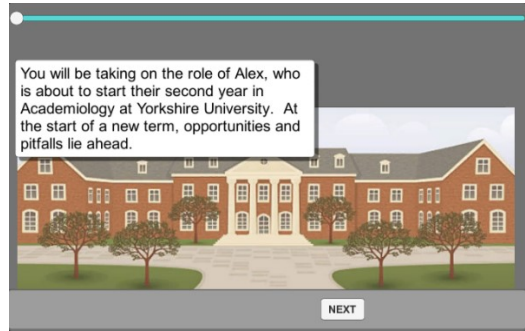 You will be taking on the role of Alex, who
is about to start their second year in
Academiology at Yorkshire University.  At
the start of a new term, opportunities and
pitfalls lie ahead.
NEXT